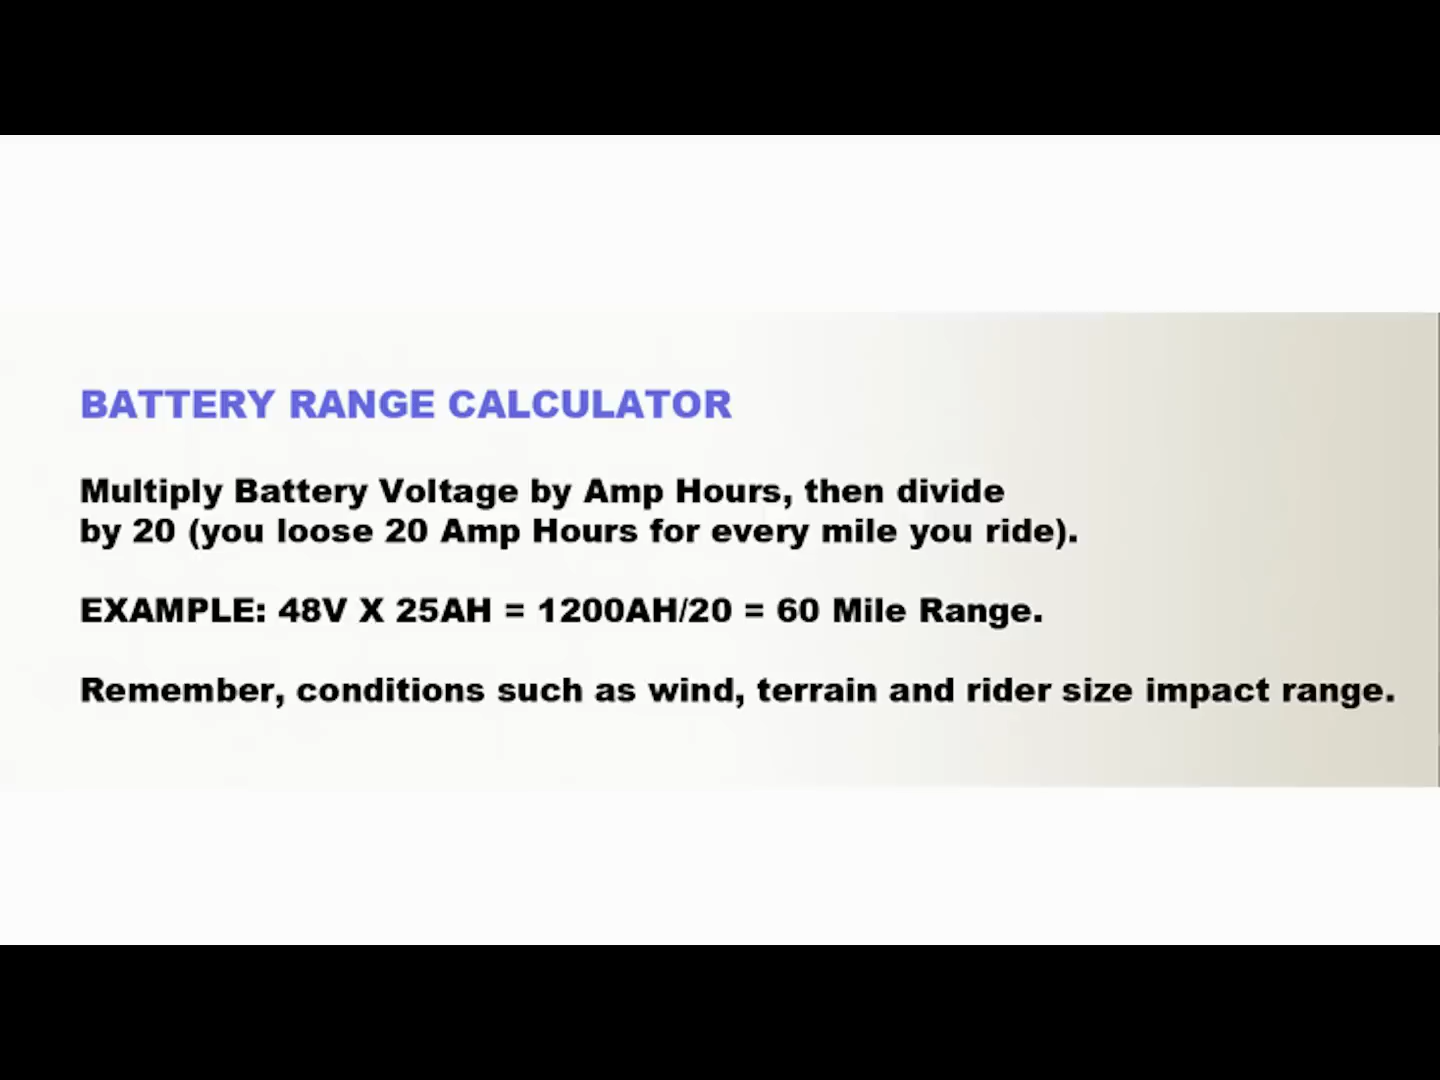 BATTERY RANGE CALCULATOR
Multiply Battery Voltage by Amp Hours, then divide
by 20 (you loose 20 Amp Hours for every mile you ride).
EXAMPLE: 48V X 25AH = 1200AH/20 = 60 Mile Range.
Remember, conditions such as wind, terrain and rider size impact range.